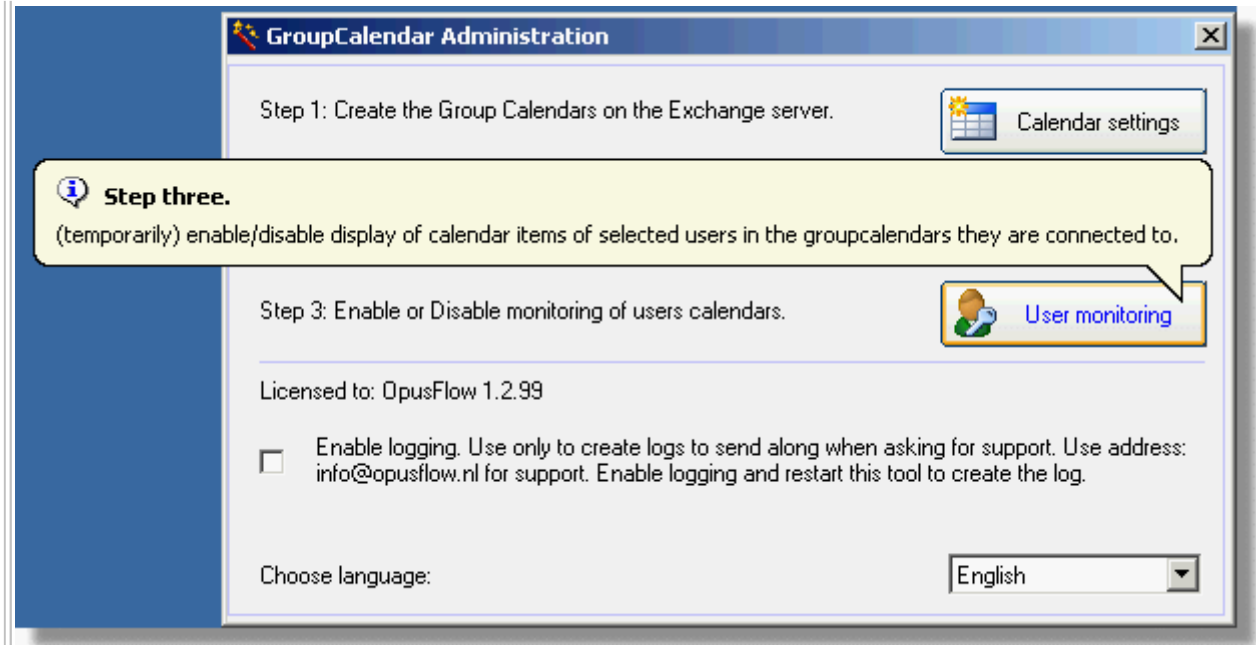 GroupCalendar Administration
Step 1: Create the Group Calendars on the Exchange server.
Calendar settings
Step three.
(temporarily) enable/disable display of calendar items of selected users in the groupcalendars they are connected to.
Step 3: Enable or Disable monitoring of users calendars.
User monitoring
Licensed to: OpusFlow 1.2.99
Enable logging. Use only to create logs to send along when asking for support. Use address:
info@opusflow.nl for support. Enable logging and restart this tool to create the log.
Choose language:
English